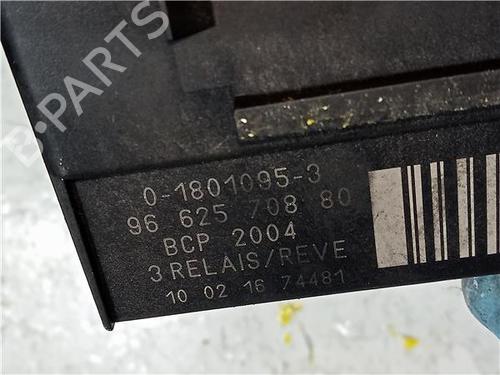 B-PARTS
0-1801095-3
96 625 708 80
BCP 2004
3 RELAIS/REVE
10 02 16 74481